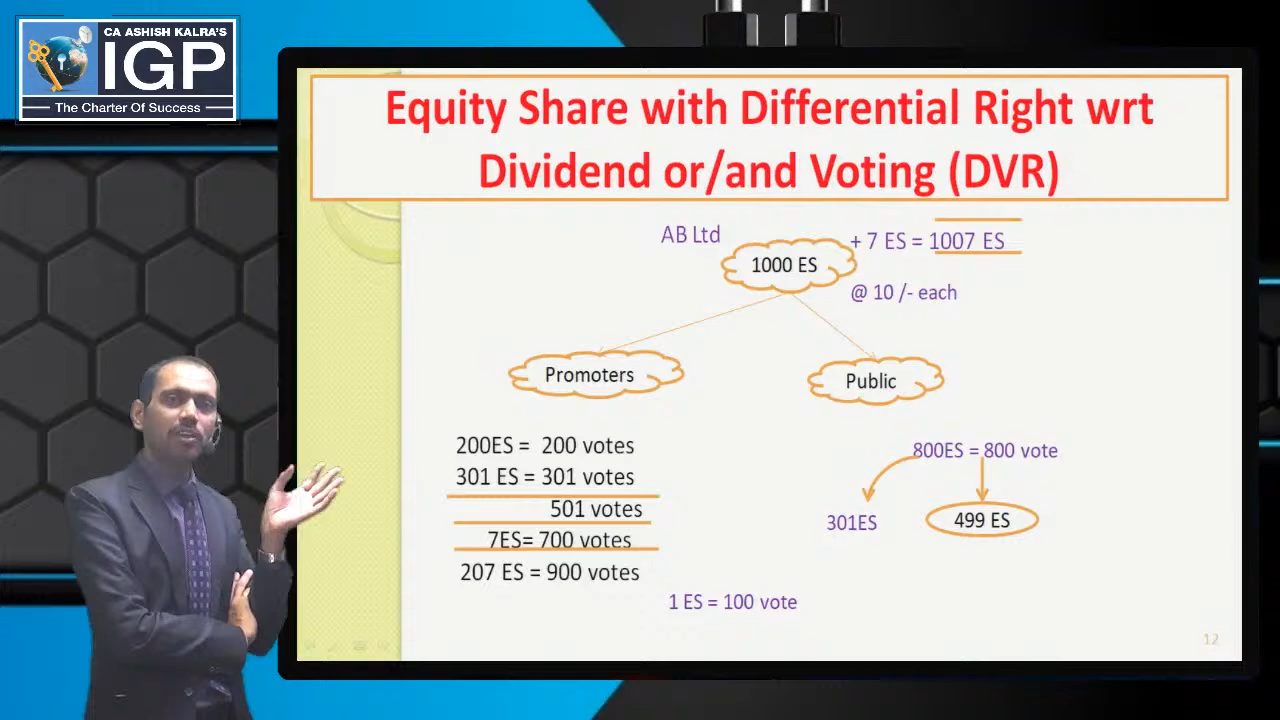 CA ASHISH KALRA'S
IGP
The Charter Of Success
Equity Share with Differential Right wrt
Dividend or/and Voting (DVR)
AB Ltd
1000 ES
+ 7 ES = 1007 ES
@ 10 /- each
Promoters
Public
200ES = 200 votes
301 ES = 301 votes
501 votes
7ES= 700 votes
207 ES = 900 votes
800ES = 800 vote
301ES
499 ES
1 ES = 100 vote
12